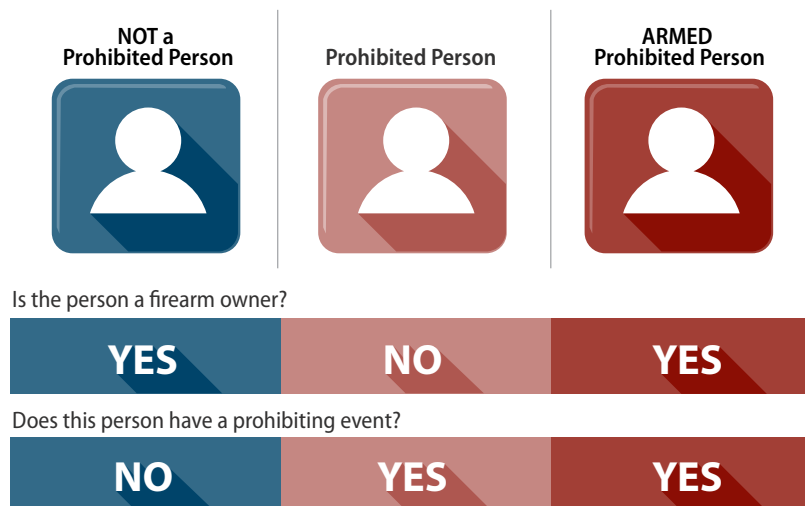 NOT a
Prohibited Person
Prohibited Person
ARMED
Prohibited Person
Is the person a firearm owner?
YES NO YES
Does this person have a prohibiting event?
NO YES YES